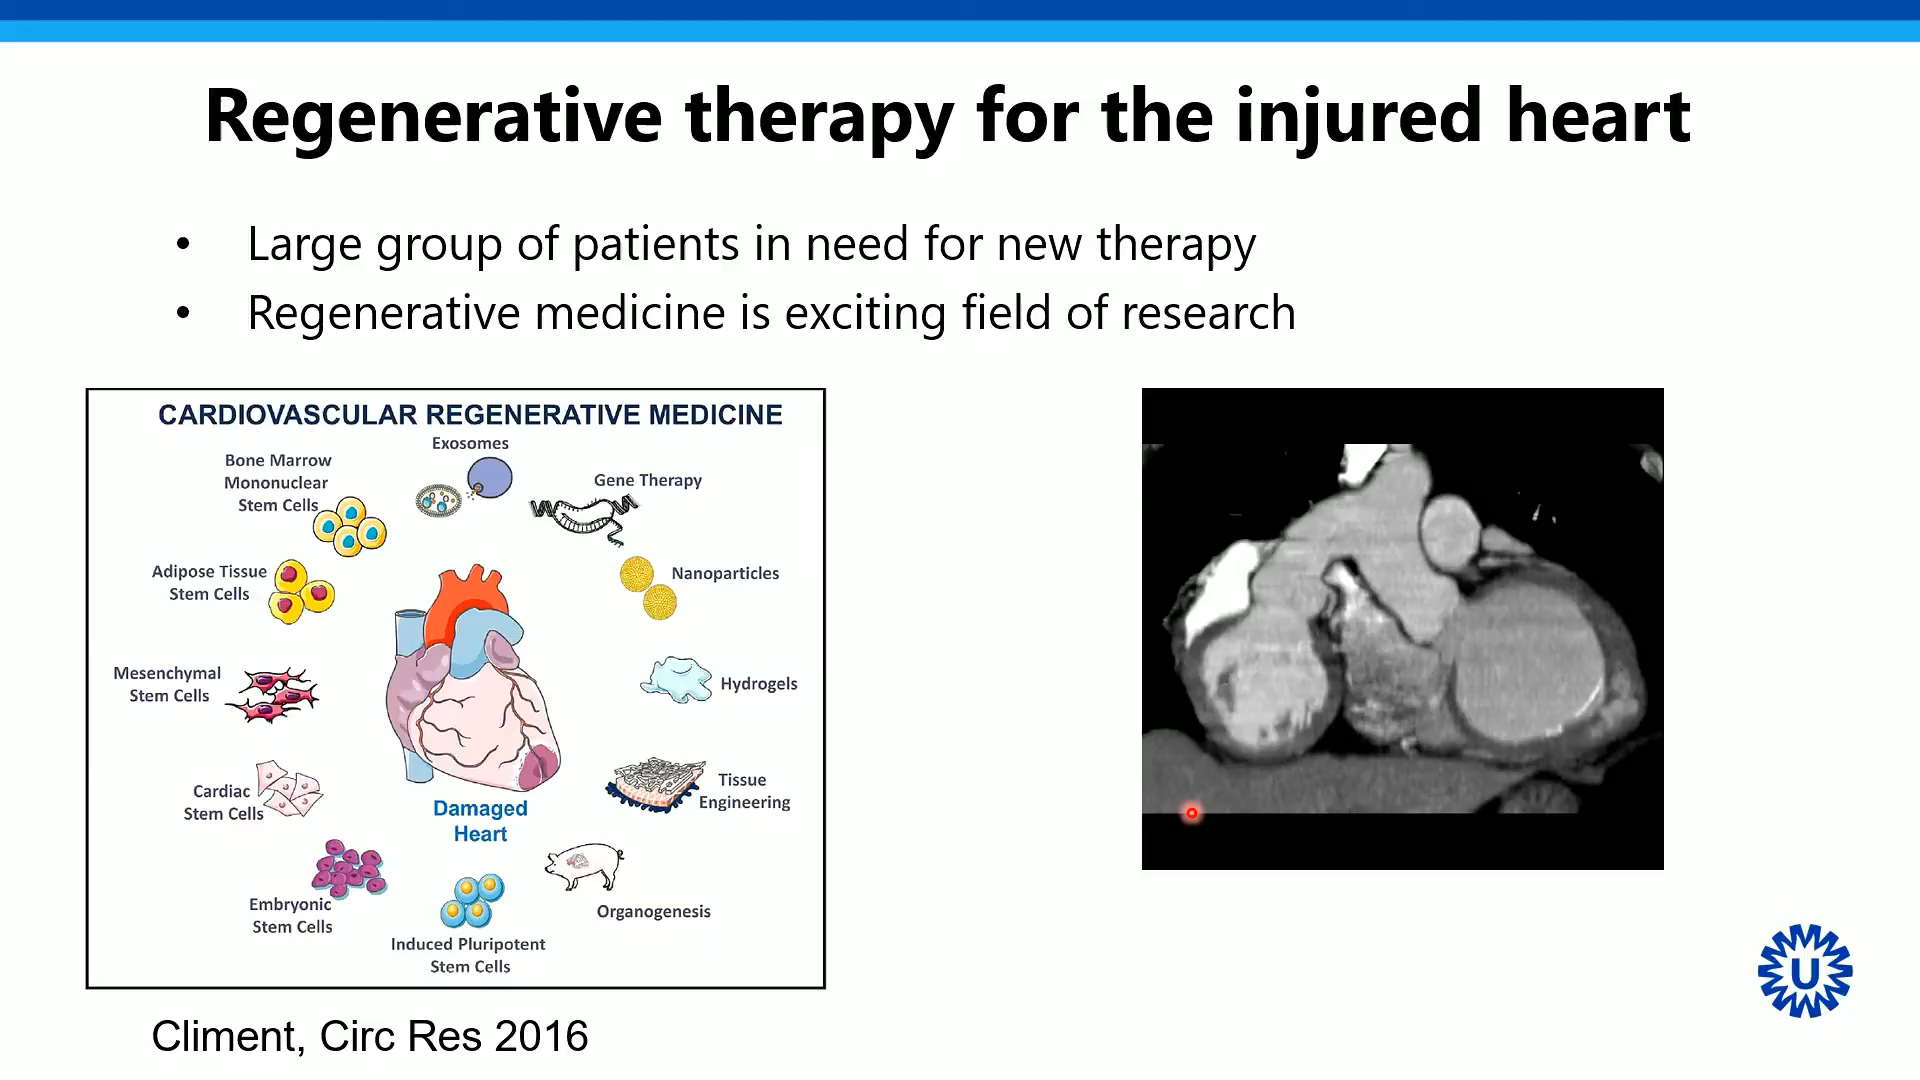 Regenerative therapy for the injured heart
• Large group of patients in need for new therapy
• Regenerative medicine is exciting field of research
CARDIOVASCULAR REGENERATIVE MEDICINE
Exosomes
Bone Marrow
Mononuclear
Stem Cells
Gene Therapy
Adipose Tissue
Stem Cells
Nanoparticles
Mesenchymal
Stem Cells
Hydrogels
Cardiac
Stem Cells
Damaged
Heart
Tissue
Engineering
Embryonic
Stem Cells
Organogenesis
Induced Pluripotent
Stem Cells
U
Climent, Circ Res 2016